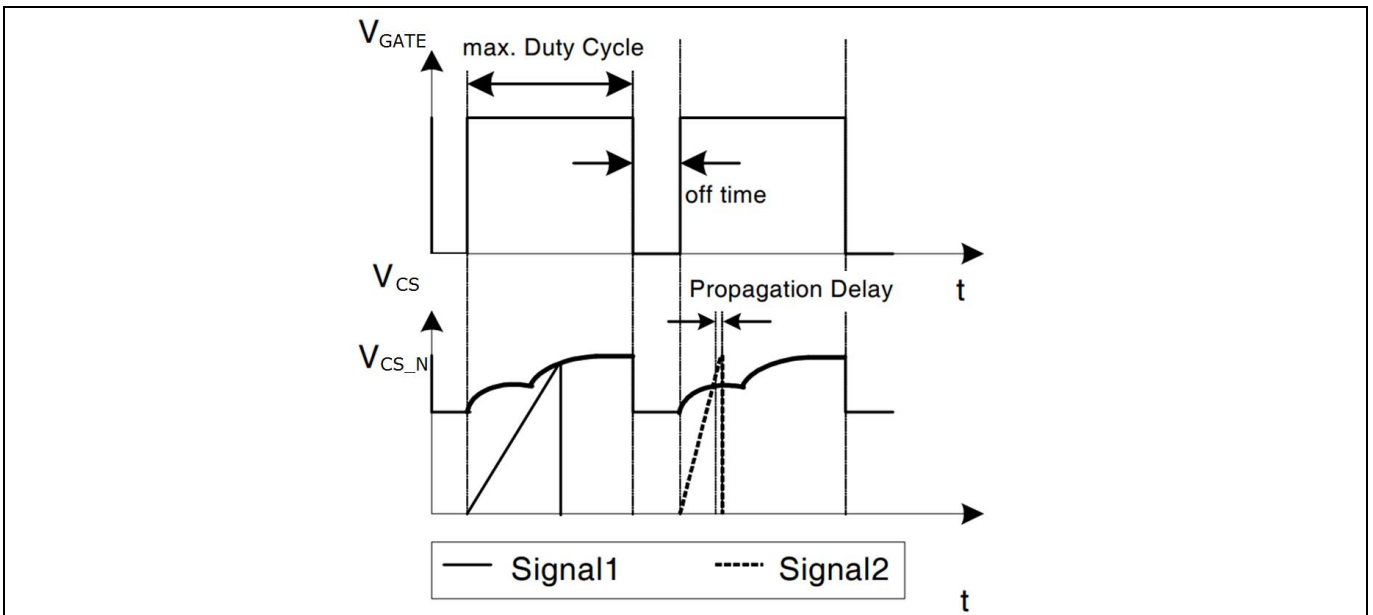 VGATE
max. Duty Cycle
off time
t
VCS
Propagation Delay
VCS_N
Signal1 Signal2
t